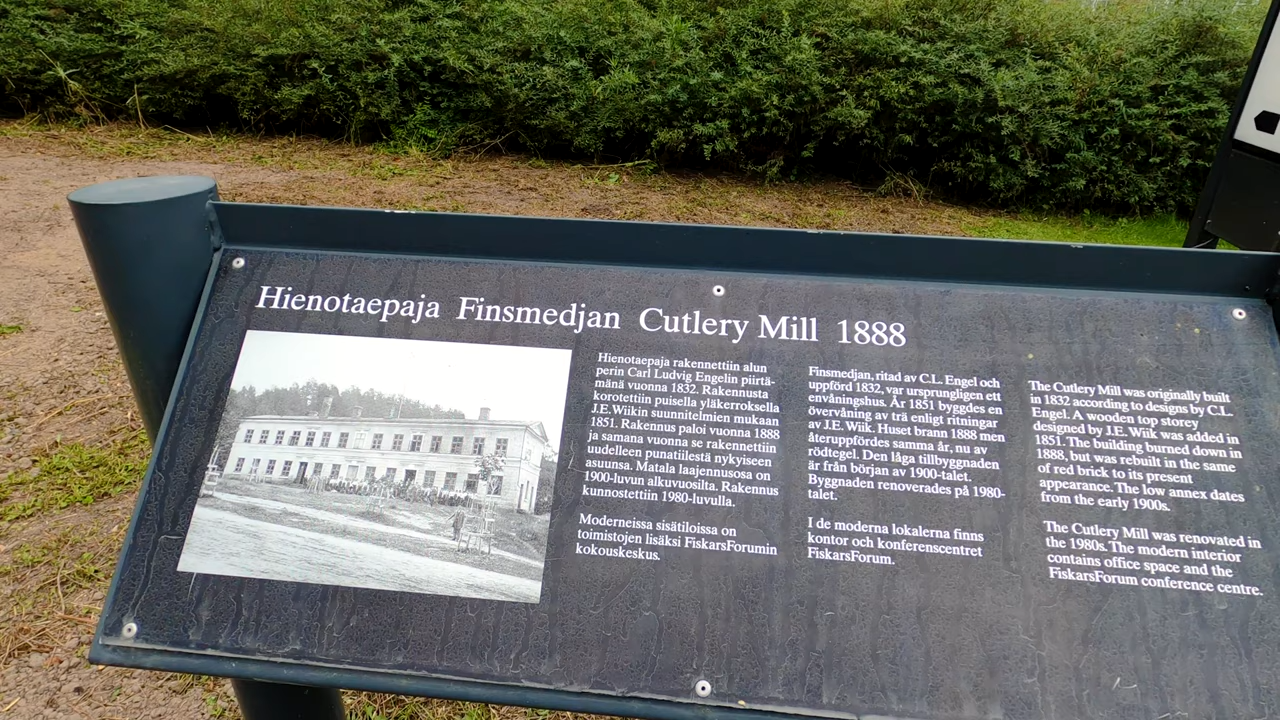 Hienotaepaja Finsmedjan Cutlery Mill 1888
Hienotaepaja rakennettiin alun
perin Carl Ludvig Engelin piirtä-
mänä vuonna 1832. Rakennusta
korotettiin puisella yläkerroksella
J.E.Wiikin suunnitelmien mukaan
1851. Rakennus paloi vuonna 1888
ja samana vuonna se rakennettiin
uudelleen punatiilestä nykyiseen
asuunsa. Matala laajennusosa on
1900-luvun alkuvuosilta. Rakennus
kunnostettiin 1980-luvulla.
Moderneissa sisätiloissa on
toimistojen lisäksi FiskarsForumin
kokouskeskus.
Finsmedjan, ritad av C.L. Engel och
uppförd 1832, var ursprungligen ett
envåningshus. År 1851 byggdes en
övervåning av trä enligt ritningar
av J.E. Wiik. Huset brann 1888 men
återuppfördes samma år, nu av
rödtegel. Den låga tillbyggnaden
är från början av 1900-talet.
Byggnaden renoverades på 1980-
talet.
I de moderna lokalerna finns
kontor och konferenscentret
FiskarsForum.
The Cutlery Mill was originally built
in 1832 according to designs by C.L.
Engel. A wooden top storey
designed by J.E. Wiik was added in
1851. The building burned down in
1888, but was rebuilt in the same
of red brick to its present
appearance. The low annex dates
from the early 1900s.
The Cutlery Mill was renovated in
the 1980s. The modern interior
contains office space and the
FiskarsForum conference centre.